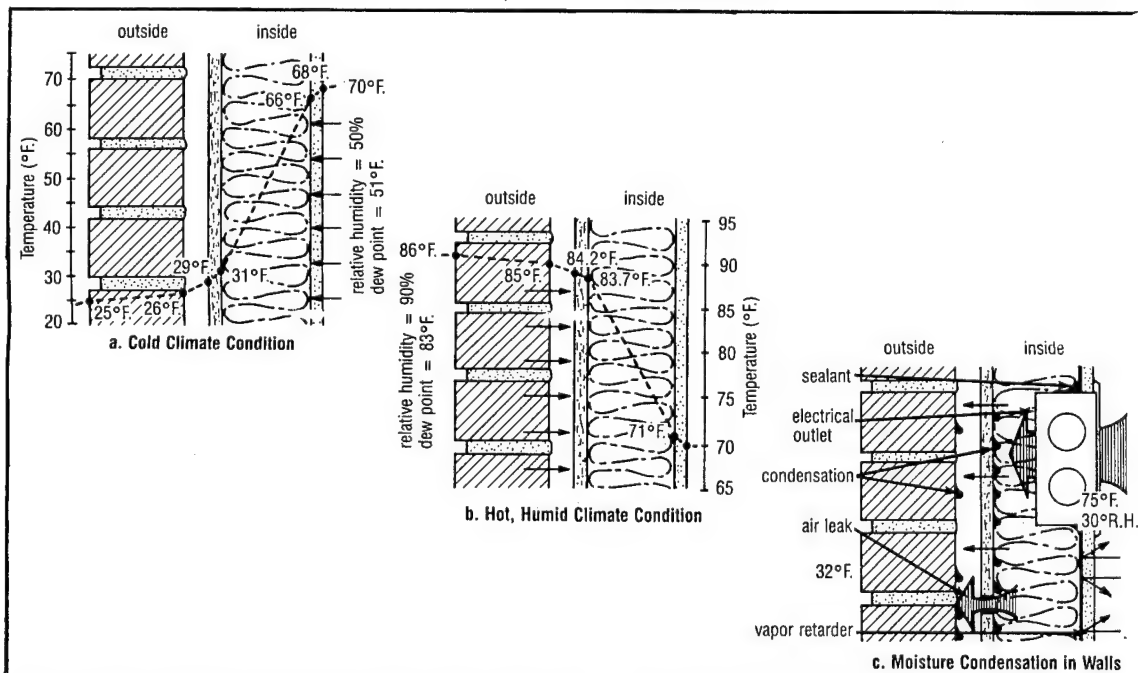 outside
inside
Temperature (°F.)
70
60
50
40
30
20
68°F.
66°F.
70°F.
29°F.
31°F.
25°F.
26°F.
relative humidity = 50%
dew point = 51°F.
a. Cold Climate Condition
outside
inside
86°F.
85°F.
84.2°F.
83.7°F.
71°F.
relative humidity = 90%
dew point = 83°F.
95
90
85
80
75
70
65
Temperature (°F.)
b. Hot, Humid Climate Condition
outside
inside
sealant
electrical
outlet
condensation
air leak
32°F.
vapor retarder
75°F.
30°R.H.
c. Moisture Condensation in Walls